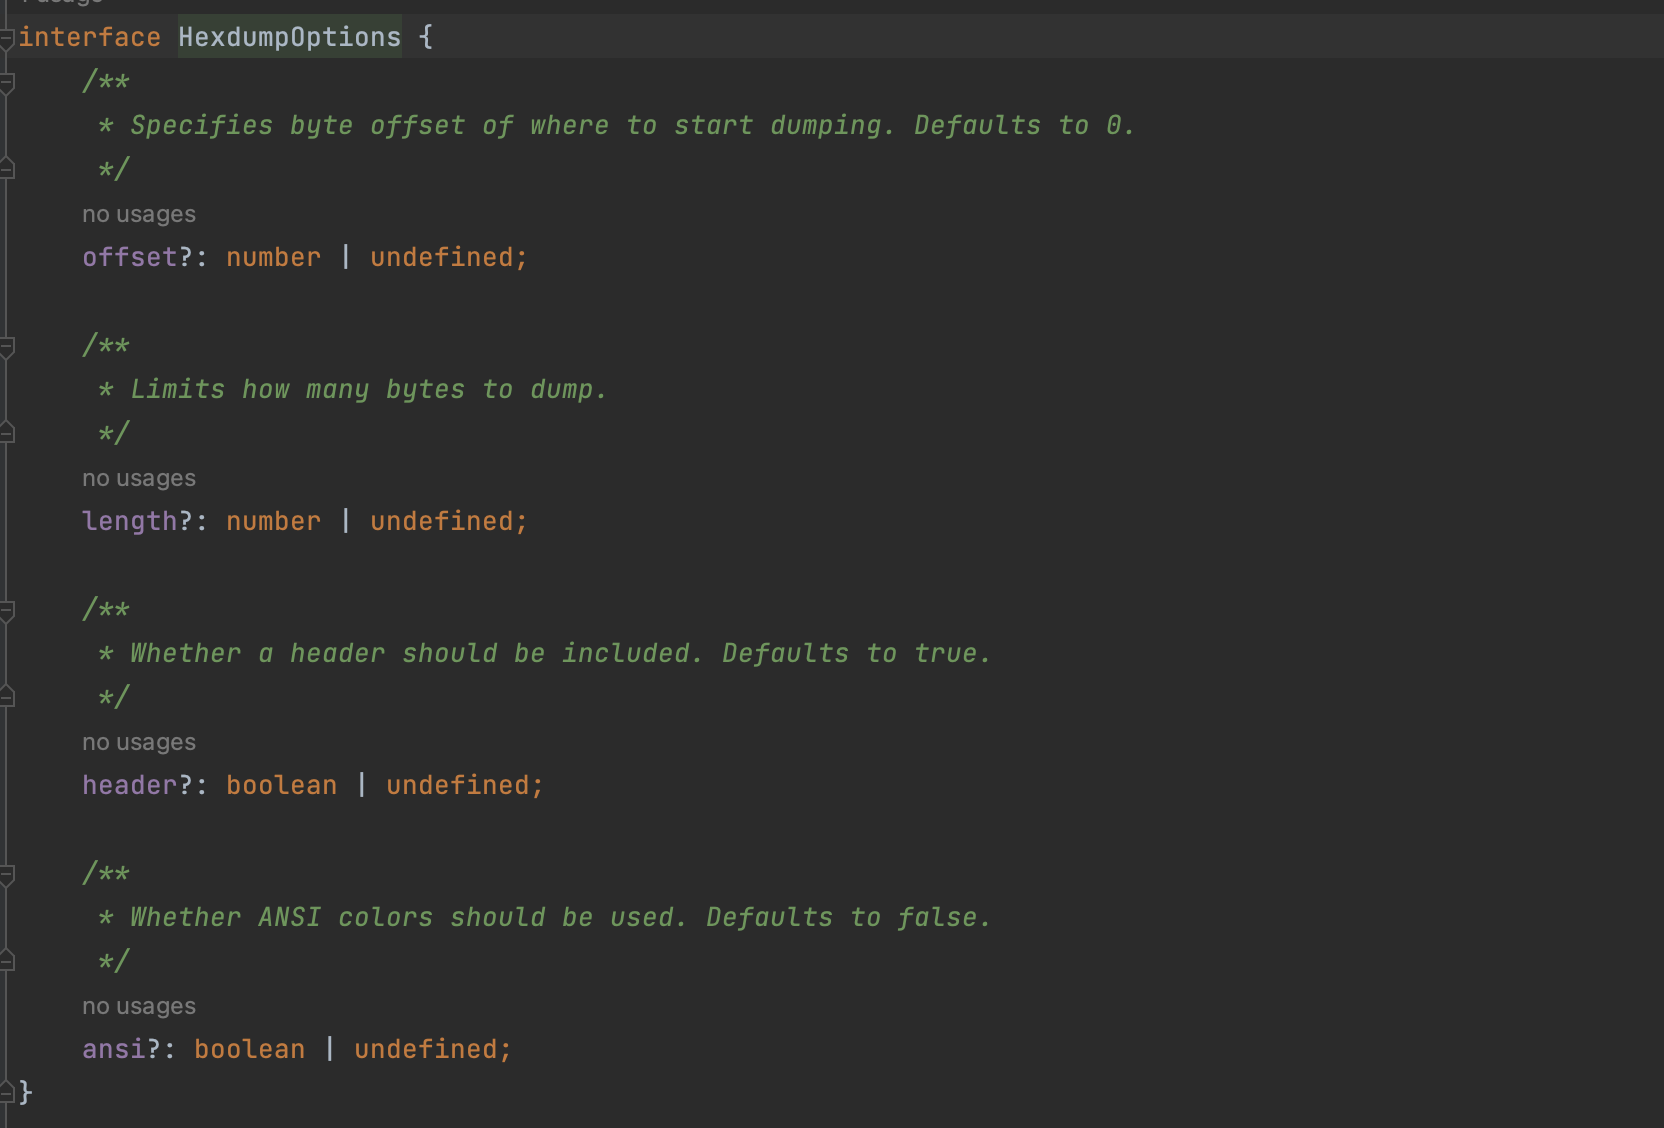 interface HexdumpOptions {
/**
* Specifies byte offset of where to start dumping. Defaults to 0.
*/
no usages
offset?: number | undefined;
/**
* Limits how many bytes to dump.
*/
no usages
length?: number | undefined;
/**
* Whether a header should be included. Defaults to true.
*/
no usages
header?: boolean | undefined;
/**
* Whether ANSI colors should be used. Defaults to false.
*/
no usages
ansi?: boolean | undefined;
}